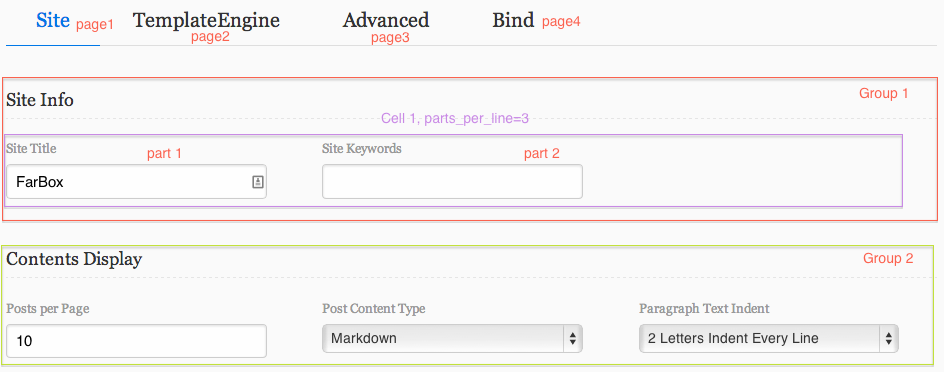 Site page1 TemplateEngine page2 Advanced page3 Bind page4
Site Info Group 1
Cell 1, parts_per_line=3
Site Title part 1 Site Keywords part 2
FarBox
Contents Display Group 2
Posts per Page Post Content Type Paragraph Text Indent
10 Markdown 2 Letters Indent Every Line